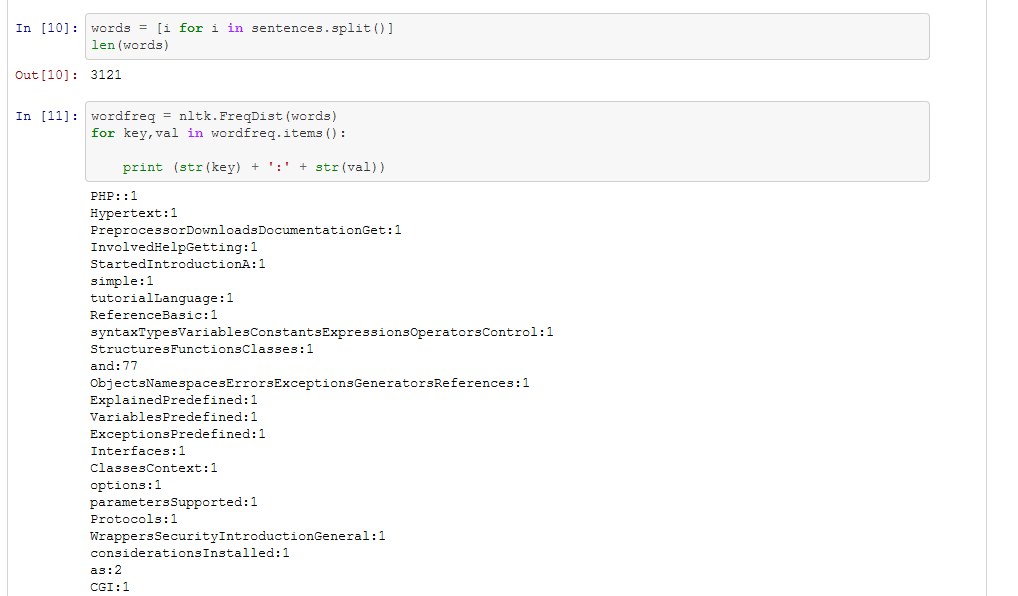 In [10]: words = [i for i in sentences.split()]
len(words)
Out[10]: 3121
In [11]: wordfreq = nltk.FreqDist(words)
for key,val in wordfreq.items():
print (str(key) + ':' + str(val))
PHP::1
Hypertext:1
PreprocessorDownloadsDocumentationGet:1
InvolvedHelpGetting:1
StartedIntroductionA:1
simple:1
tutorialLanguage:1
ReferenceBasic:1
syntaxTypesVariablesConstantsExpressionsOperatorsControl:1
StructuresFunctionsClasses:1
and:77
ObjectsNamespacesErrorsExceptionsGeneratorsReferences:1
ExplainedPredefined:1
VariablesPredefined:1
ExceptionsPredefined:1
Interfaces:1
ClassesContext:1
options:1
parametersSupported:1
Protocols:1
WrappersSecurityIntroductionGeneral:1
considerationsInstalled:1
as:2
CGI:1